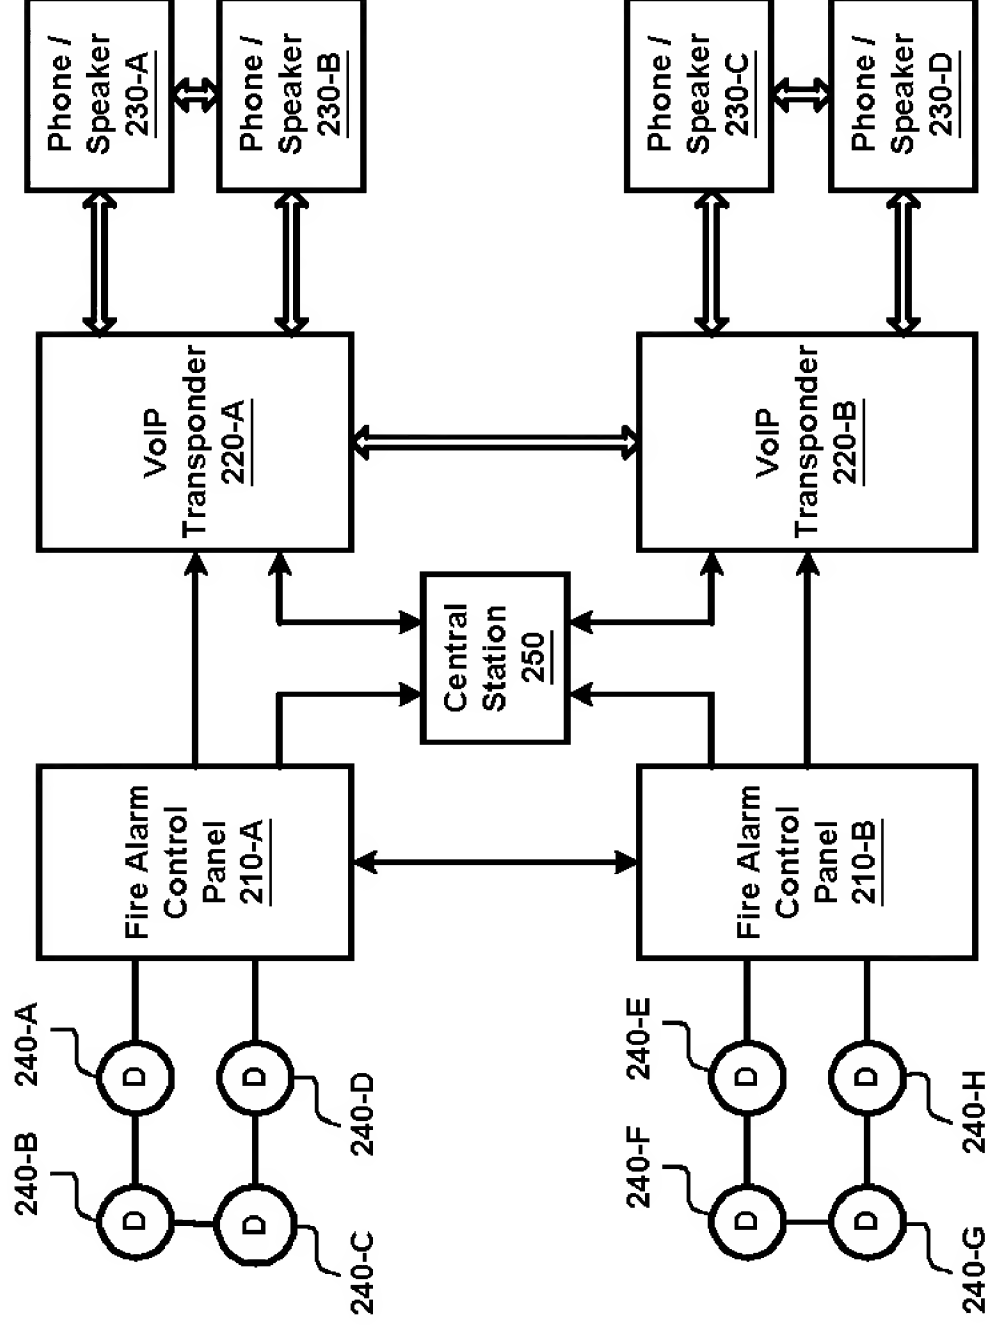 240-B
240-A
D
D
240-C
D
D
240-D
Fire Alarm
Control
Panel
210-A
VoIP
Transponder
220-A
Phone /
Speaker
230-A
Phone /
Speaker
230-B
Central
Station
250
240-F
240-E
D
D
240-G
D
D
240-H
Fire Alarm
Control
Panel
210-B
VoIP
Transponder
220-B
Phone /
Speaker
230-C
Phone /
Speaker
230-D